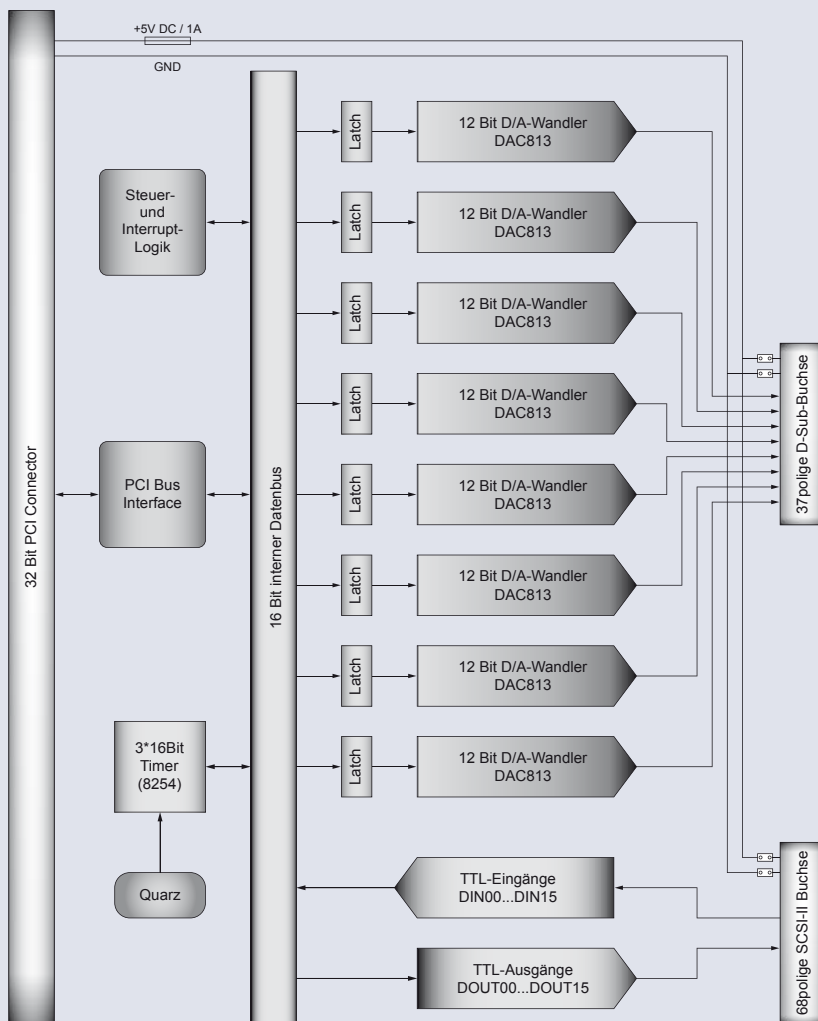 +5V DC / 1A
GND
32 Bit PCI Connector
Steuer-
und
Interrupt-
Logik
PCI Bus
Interface
3*16Bit
Timer
(8254)
Quarz
16 Bit interner Datenbus
Latch
12 Bit D/A-Wandler
DAC813
Latch
12 Bit D/A-Wandler
DAC813
Latch
12 Bit D/A-Wandler
DAC813
Latch
12 Bit D/A-Wandler
DAC813
Latch
12 Bit D/A-Wandler
DAC813
Latch
12 Bit D/A-Wandler
DAC813
Latch
12 Bit D/A-Wandler
DAC813
Latch
12 Bit D/A-Wandler
DAC813
TTL-Eingänge
DIN00...DIN15
TTL-Ausgänge
DOUT00...DOUT15
37polige D-Sub-Buchse
68polige SCSI-II Buchse